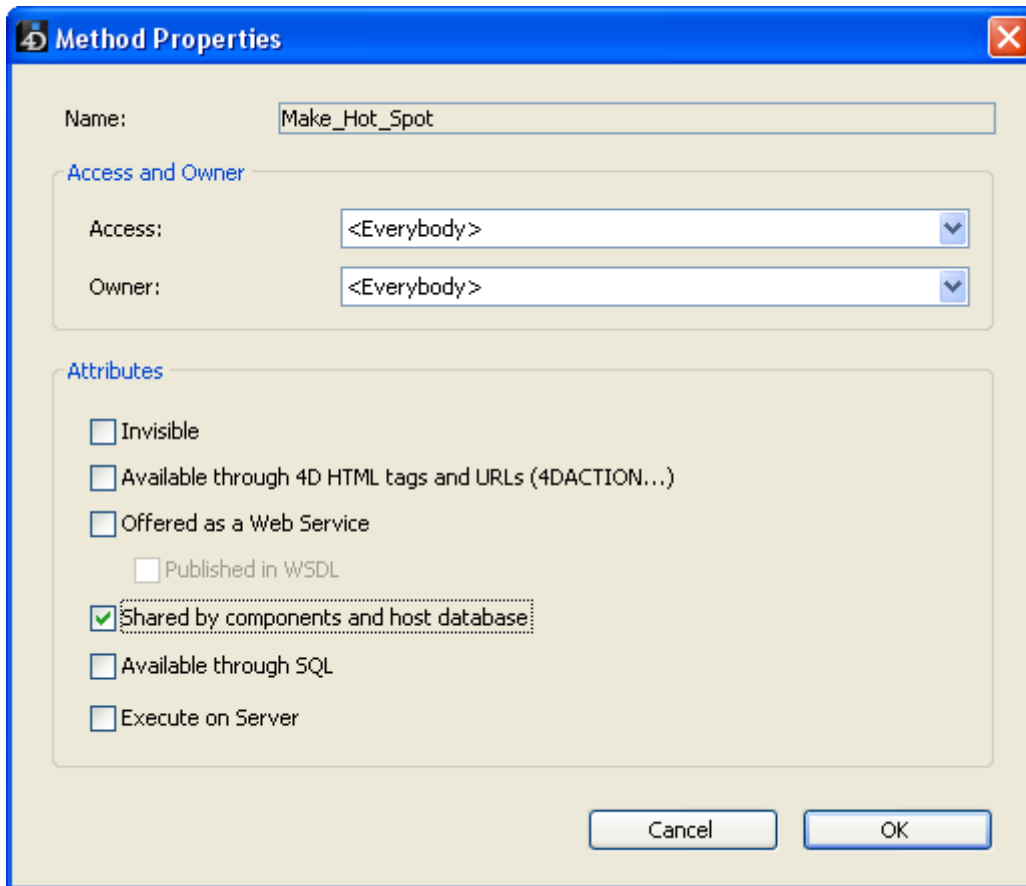 4D Method Properties
Name: Make_Hot_Spot
Access and Owner
Access: <Everybody>
Owner: <Everybody>
Attributes
Invisible
Available through 4D HTML tags and URLs (4DACTION...)
Offered as a Web Service
Published in WSDL
Shared by components and host database
Available through SQL
Execute on Server
Cancel OK